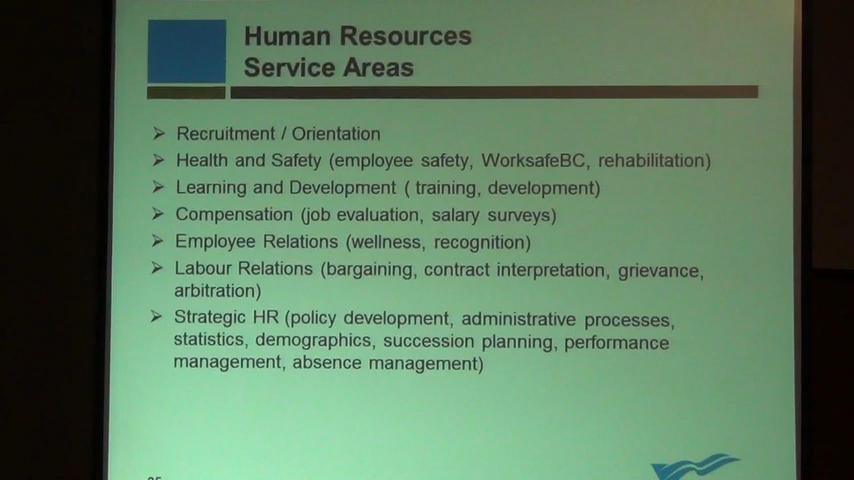 Human Resources
Service Areas
➢ Recruitment / Orientation
➢ Health and Safety (employee safety, WorksafeBC, rehabilitation)
➢ Learning and Development ( training, development)
➢ Compensation (job evaluation, salary surveys)
➢ Employee Relations (wellness, recognition)
➢ Labour Relations (bargaining, contract interpretation, grievance,
arbitration)
➢ Strategic HR (policy development, administrative processes,
statistics, demographics, succession planning, performance
management, absence management)